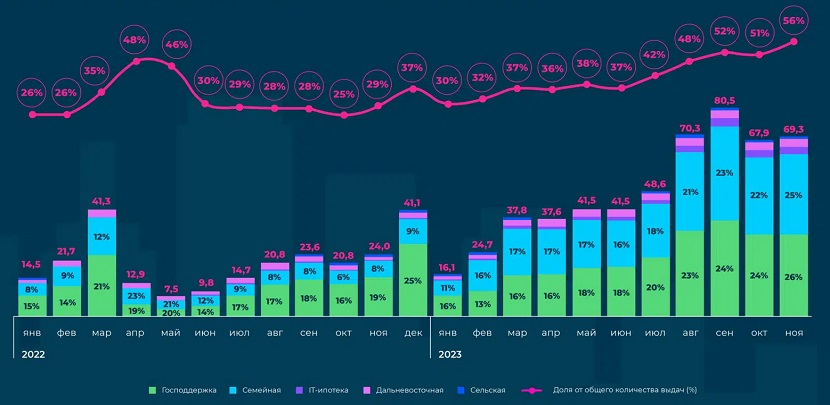 26% 26% 35% 48% 46% 30% 29% 28% 28% 25% 29% 37% 30% 32% 37% 36% 38% 37% 42% 48% 52% 51% 56%
14,5 21,7 41,3 12,9 7,5 9,8 14,7 20,8 23,6 20,8 24,0 41,1 16,1 24,7 37,8 37,6 41,5 41,5 48,6 70,3 80,5 67,9 69,3
8% 9% 12% 23% 21% 12% 9% 8% 8% 6% 8% 9% 11% 16% 17% 17% 17% 16% 18% 21% 23% 22% 25%
15% 14% 21% 19% 20% 14% 17% 17% 18% 16% 19% 25% 16% 13% 16% 16% 18% 18% 20% 23% 24% 24% 26%
янв фев мар апр май июн июл авг сен окт ноя дек янв фев мар апр май июн июл авг сен окт ноя
2022 2023
Господдержка Семейная IT-ипотека Дальневосточная Сельская Доля от общего количества выдач (%)